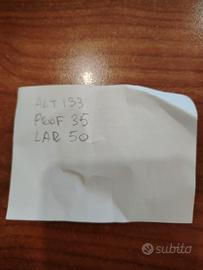 ALT 193
PROF 35
LAR 50
subito